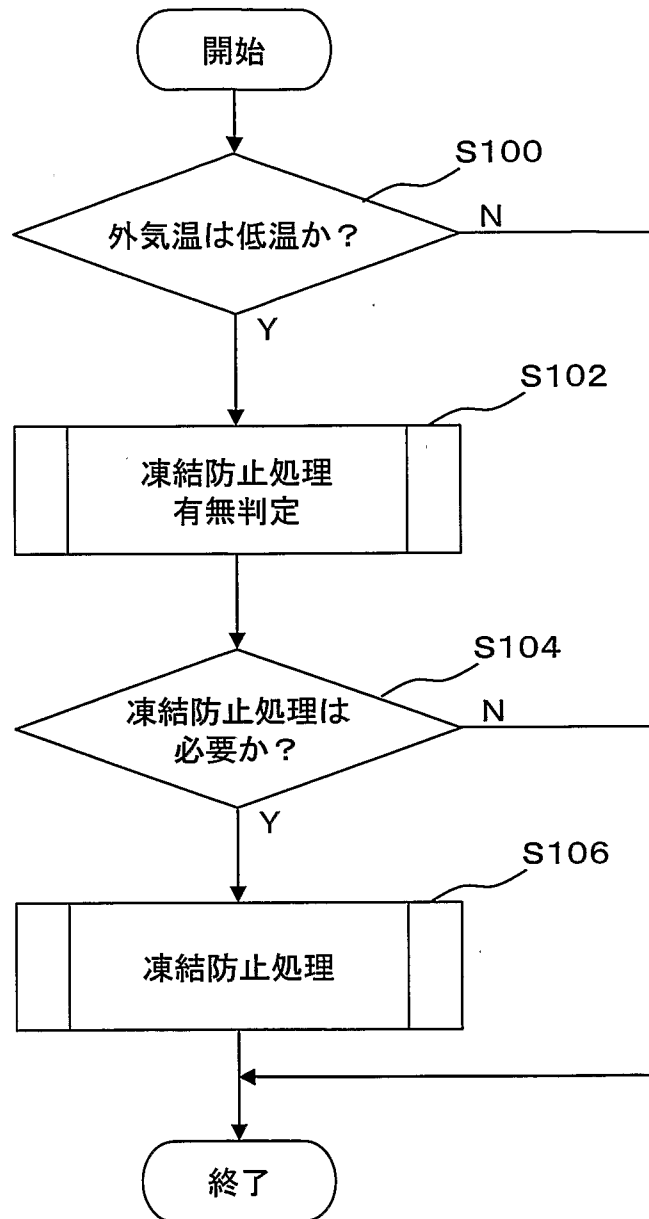 開始
S100
外気温は低温か？
N
Y
S102
凍結防止処理
有無判定
S104
凍結防止処理は
必要か？
N
Y
S106
凍結防止処理
終了